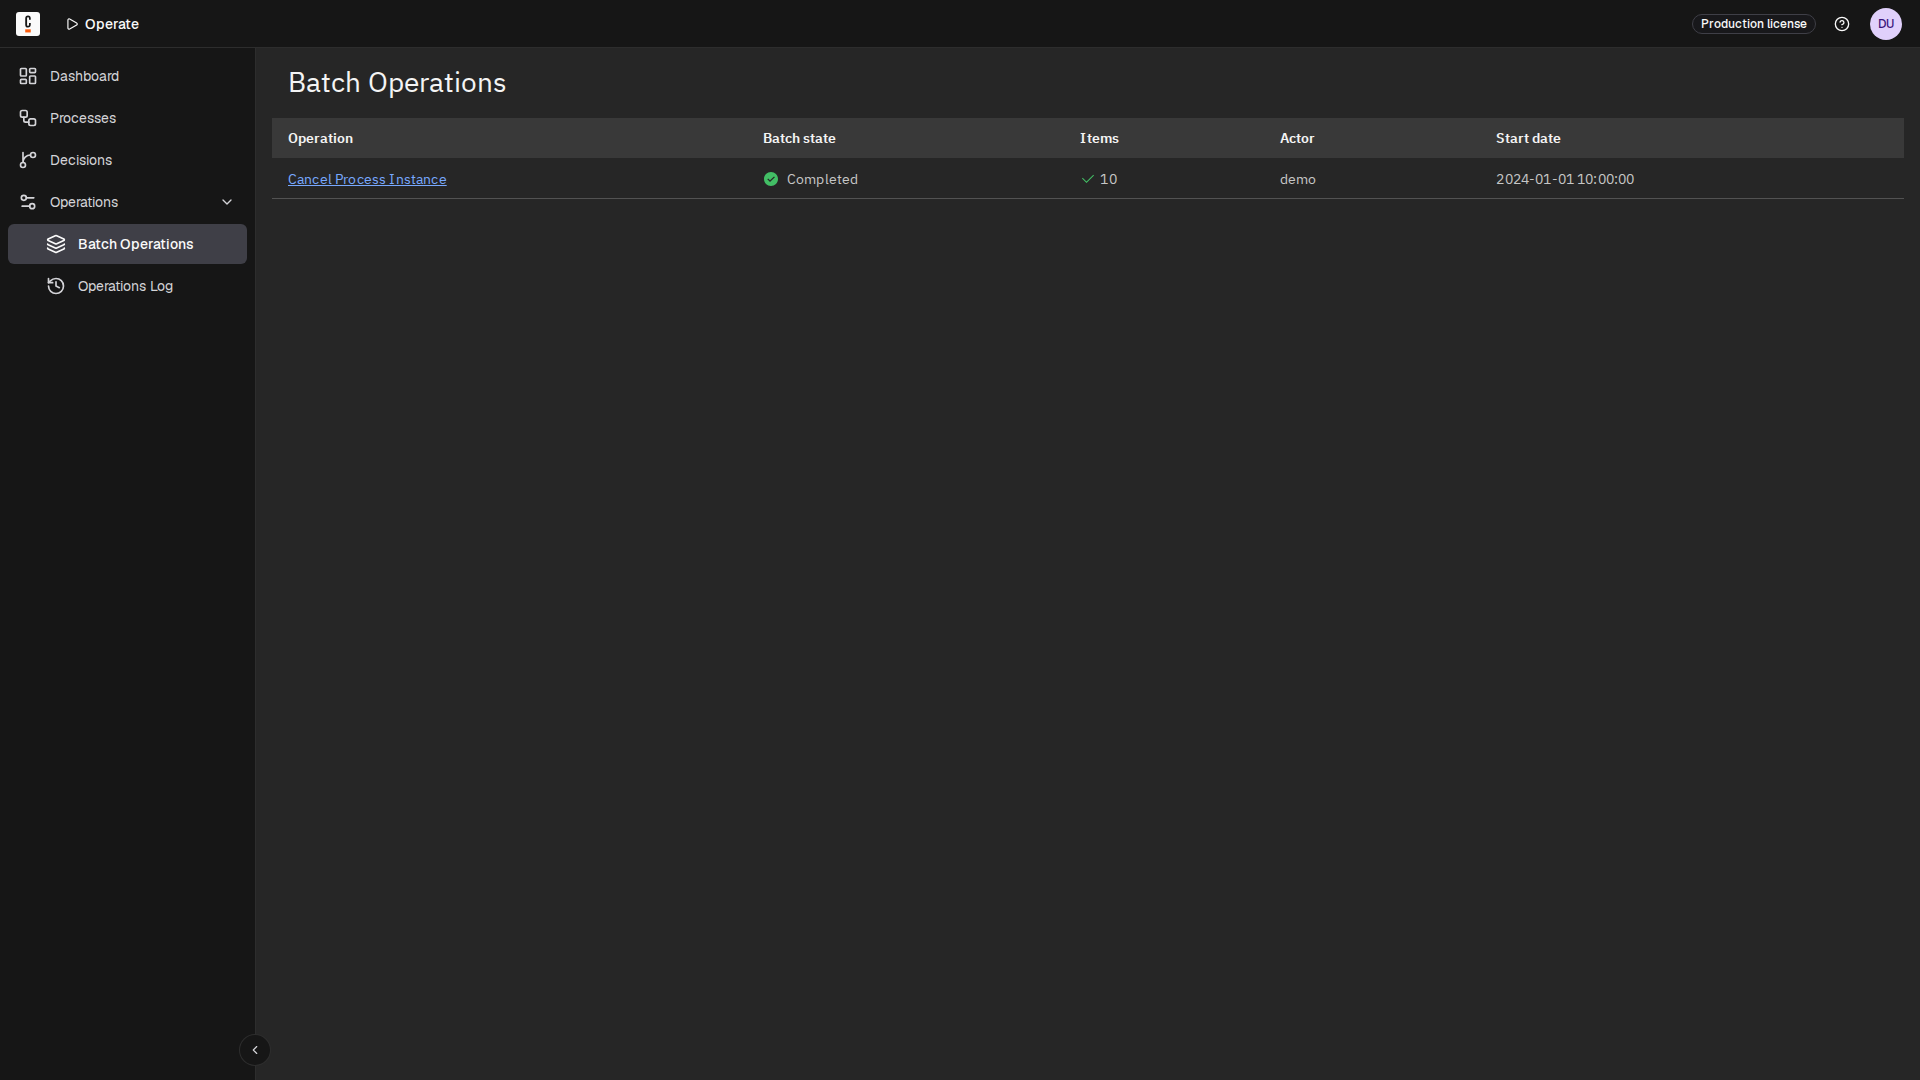 C
Operate
Production license
DU
Dashboard
Processes
Decisions
Operations
Batch Operations
Operations Log
Batch Operations
Operation Batch state Items Actor Start date
Cancel Process Instance Completed 10 demo 2024-01-01 10:00:00